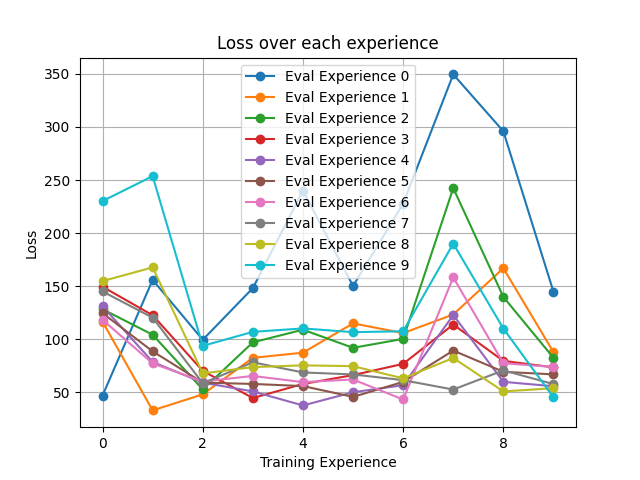 Loss over each experience
350
300
250
200
150
100
50
Loss
Eval Experience 0
Eval Experience 1
Eval Experience 2
Eval Experience 3
Eval Experience 4
Eval Experience 5
Eval Experience 6
Eval Experience 7
Eval Experience 8
Eval Experience 9
0 2 4 6 8
Training Experience